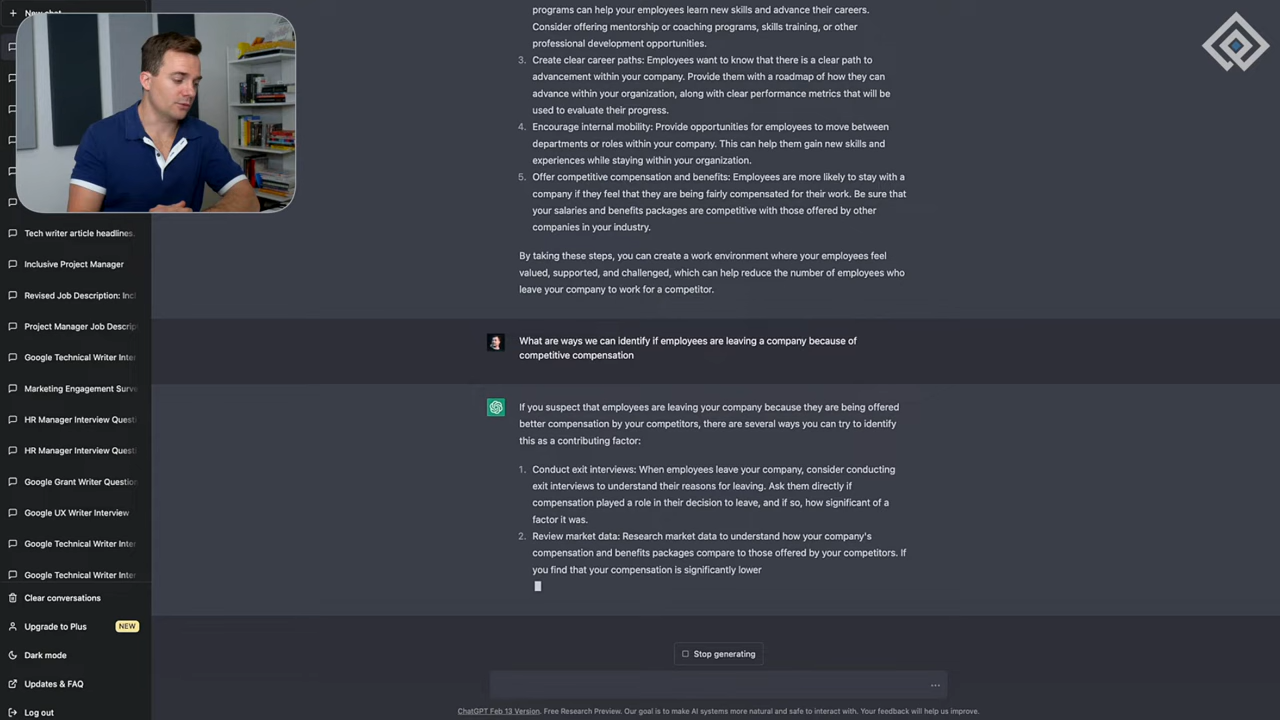 New chat
Tech writer article headlines.
Inclusive Project Manager
Revised Job Description: Incl
Project Manager Job Descrip
Google Technical Writer Inter
Marketing Engagement Surve
HR Manager Interview Questi
HR Manager Interview Questi
Google Grant Writer Question
Google UX Writer Interview
Google Technical Writer Inter
Google Technical Writer Inter
Clear conversations
Upgrade to Plus NEW
Dark mode
Updates & FAQ
Log out
programs can help your employees learn new skills and advance their careers.
Consider offering mentorship or coaching programs, skills training, or other
professional development opportunities.
3. Create clear career paths: Employees want to know that there is a clear path to
advancement within your company. Provide them with a roadmap of how they can
advance within your organization, along with clear performance metrics that will be
used to evaluate their progress.
4. Encourage internal mobility: Provide opportunities for employees to move between
departments or roles within your company. This can help them gain new skills and
experiences while staying within your organization.
5. Offer competitive compensation and benefits: Employees are more likely to stay with a
company if they feel that they are being fairly compensated for their work. Be sure that
your salaries and benefits packages are competitive with those offered by other
companies in your industry.
By taking these steps, you can create a work environment where your employees feel
valued, supported, and challenged, which can help reduce the number of employees who
leave your company to work for a competitor.
What are ways we can identify if employees are leaving a company because of
competitive compensation
If you suspect that employees are leaving your company because they are being offered
better compensation by your competitors, there are several ways you can try to identify
this as a contributing factor:
1. Conduct exit interviews: When employees leave your company, consider conducting
exit interviews to understand their reasons for leaving. Ask them directly if
compensation played a role in their decision to leave, and if so, how significant of a
factor it was.
2. Review market data: Research market data to understand how your company's
compensation and benefits packages compare to those offered by your competitors. If
you find that your compensation is significantly lower
Stop generating
ChatGPT Feb 13 Version. Free Research Preview. Our goal is to make AI systems more natural and safe to interact with. Your feedback will help us improve.